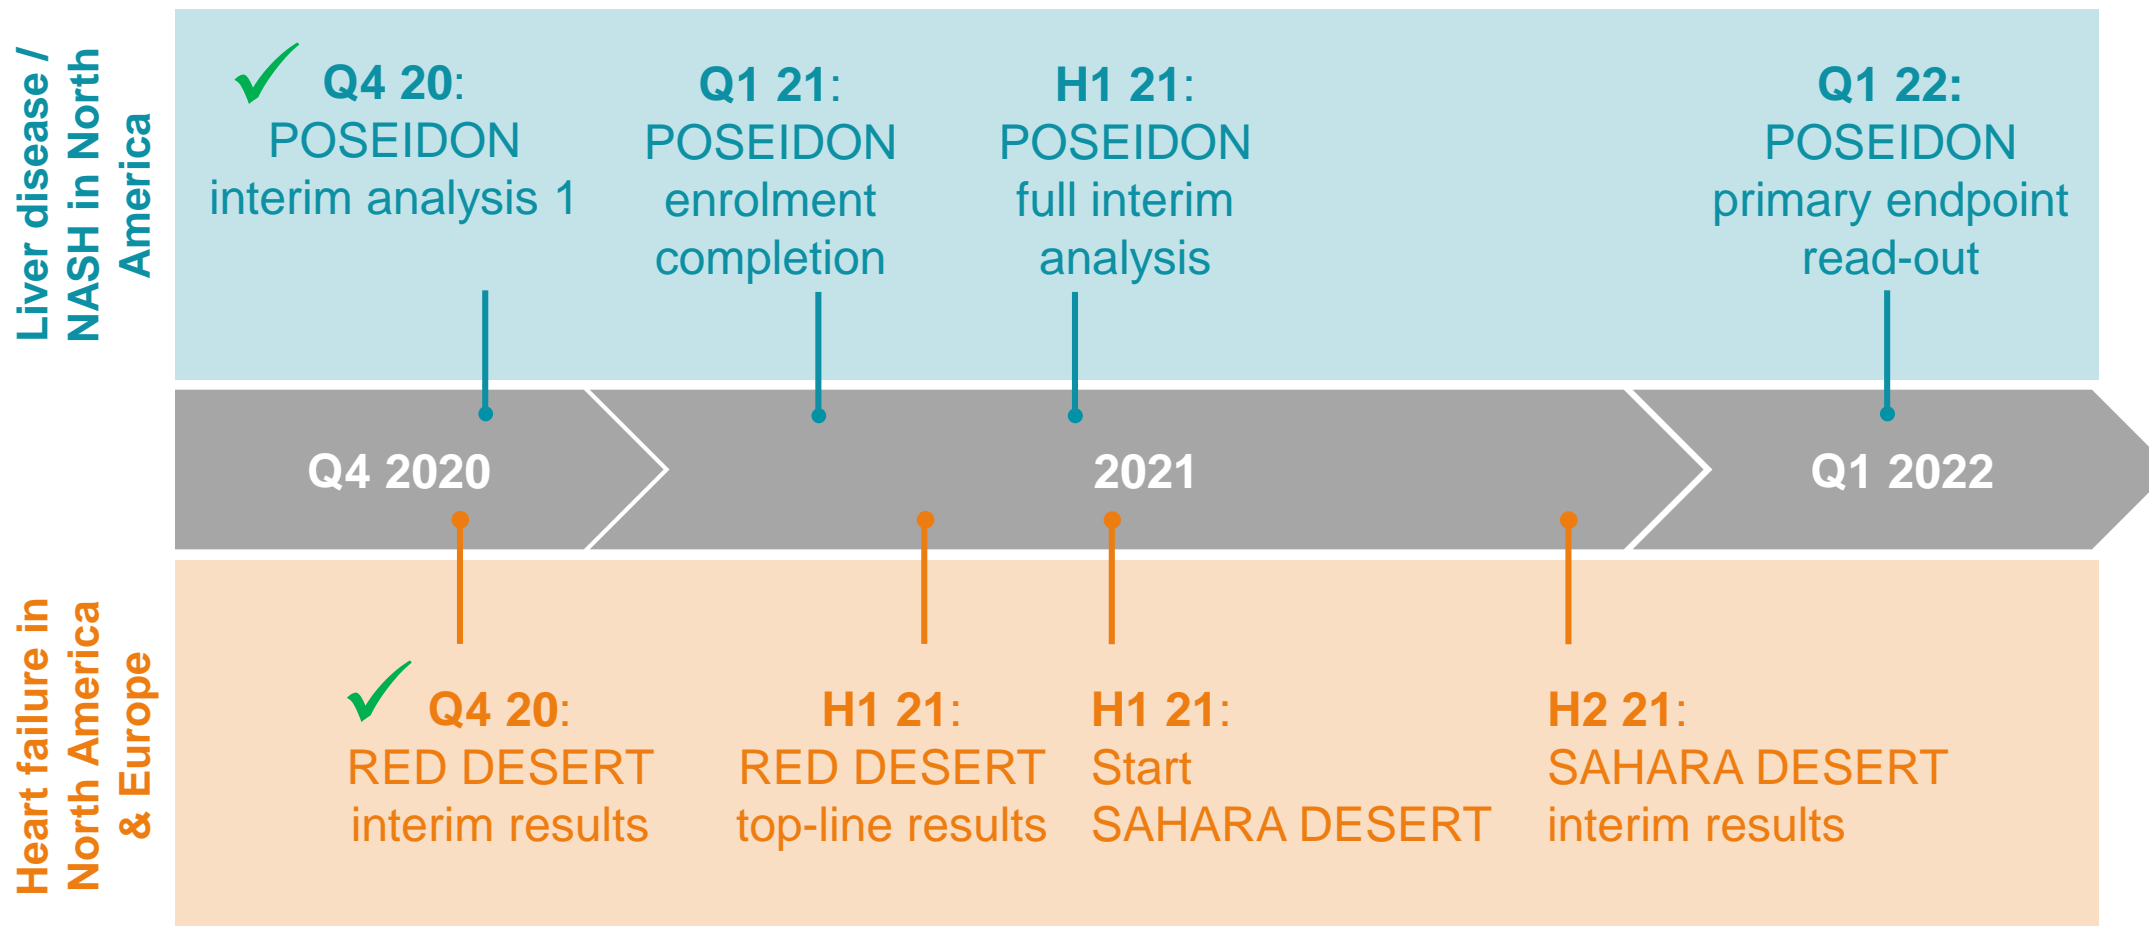 Liver disease /
NASH in North
America
Q4 20:
POSEIDON
interim analysis 1
Q1 21:
POSEIDON
enrolment
completion
H1 21:
POSEIDON
full interim
analysis
Q1 22:
POSEIDON
primary endpoint
read-out
Q4 2020
2021
Q1 2022
Heart failure in
North America
& Europe
Q4 20:
RED DESERT
interim results
H1 21:
RED DESERT
top-line results
H1 21:
Start
SAHARA DESERT
H2 21:
SAHARA DESERT
interim results